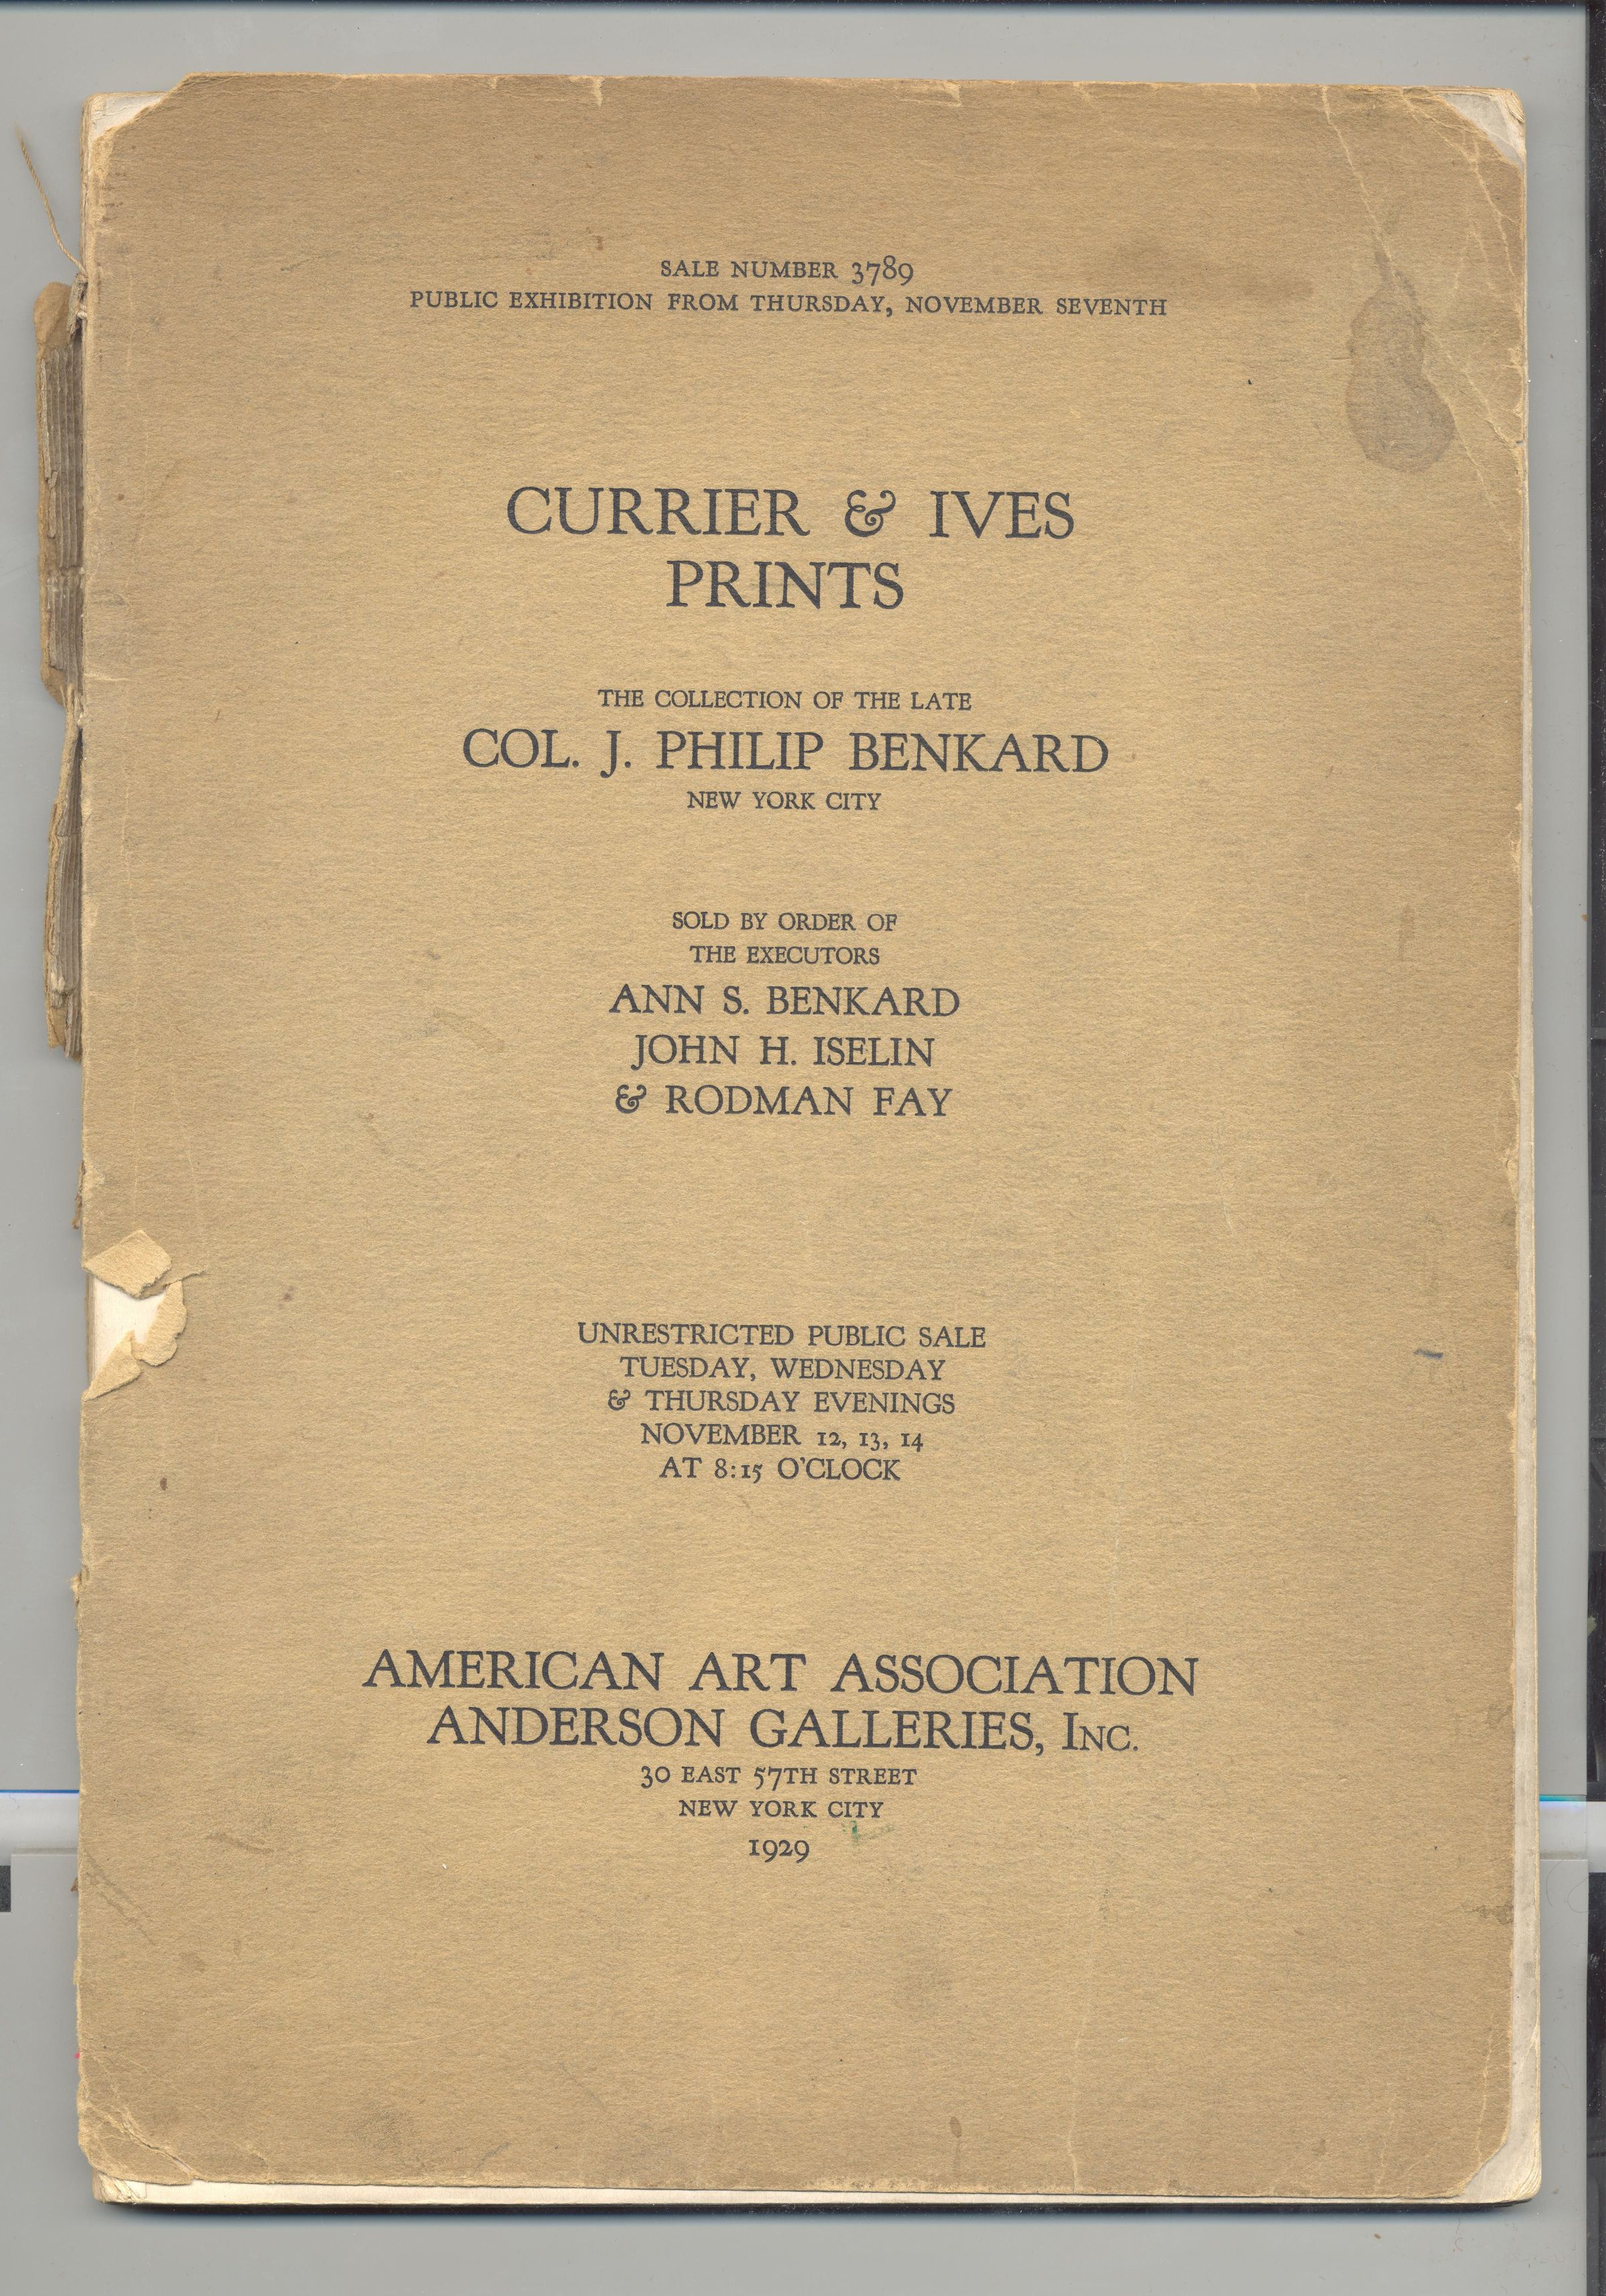 SALE NUMBER 3789
PUBLIC EXHIBITION FROM THURSDAY, NOVEMBER SEVENTH
CURRIER & IVES
PRINTS
THE COLLECTION OF THE LATE
COL. J. PHILIP BENKARD
NEW YORK CITY
SOLD BY ORDER OF
THE EXECUTORS
ANN S. BENKARD
JOHN H. ISELIN
& RODMAN FAY
UNRESTRICTED PUBLIC SALE
TUESDAY, WEDNESDAY
& THURSDAY EVENINGS
NOVEMBER 12, 13, 14
AT 8:15 O'CLOCK
AMERICAN ART ASSOCIATION
ANDERSON GALLERIES, INC.
30 EAST 57TH STREET
NEW YORK CITY
1929